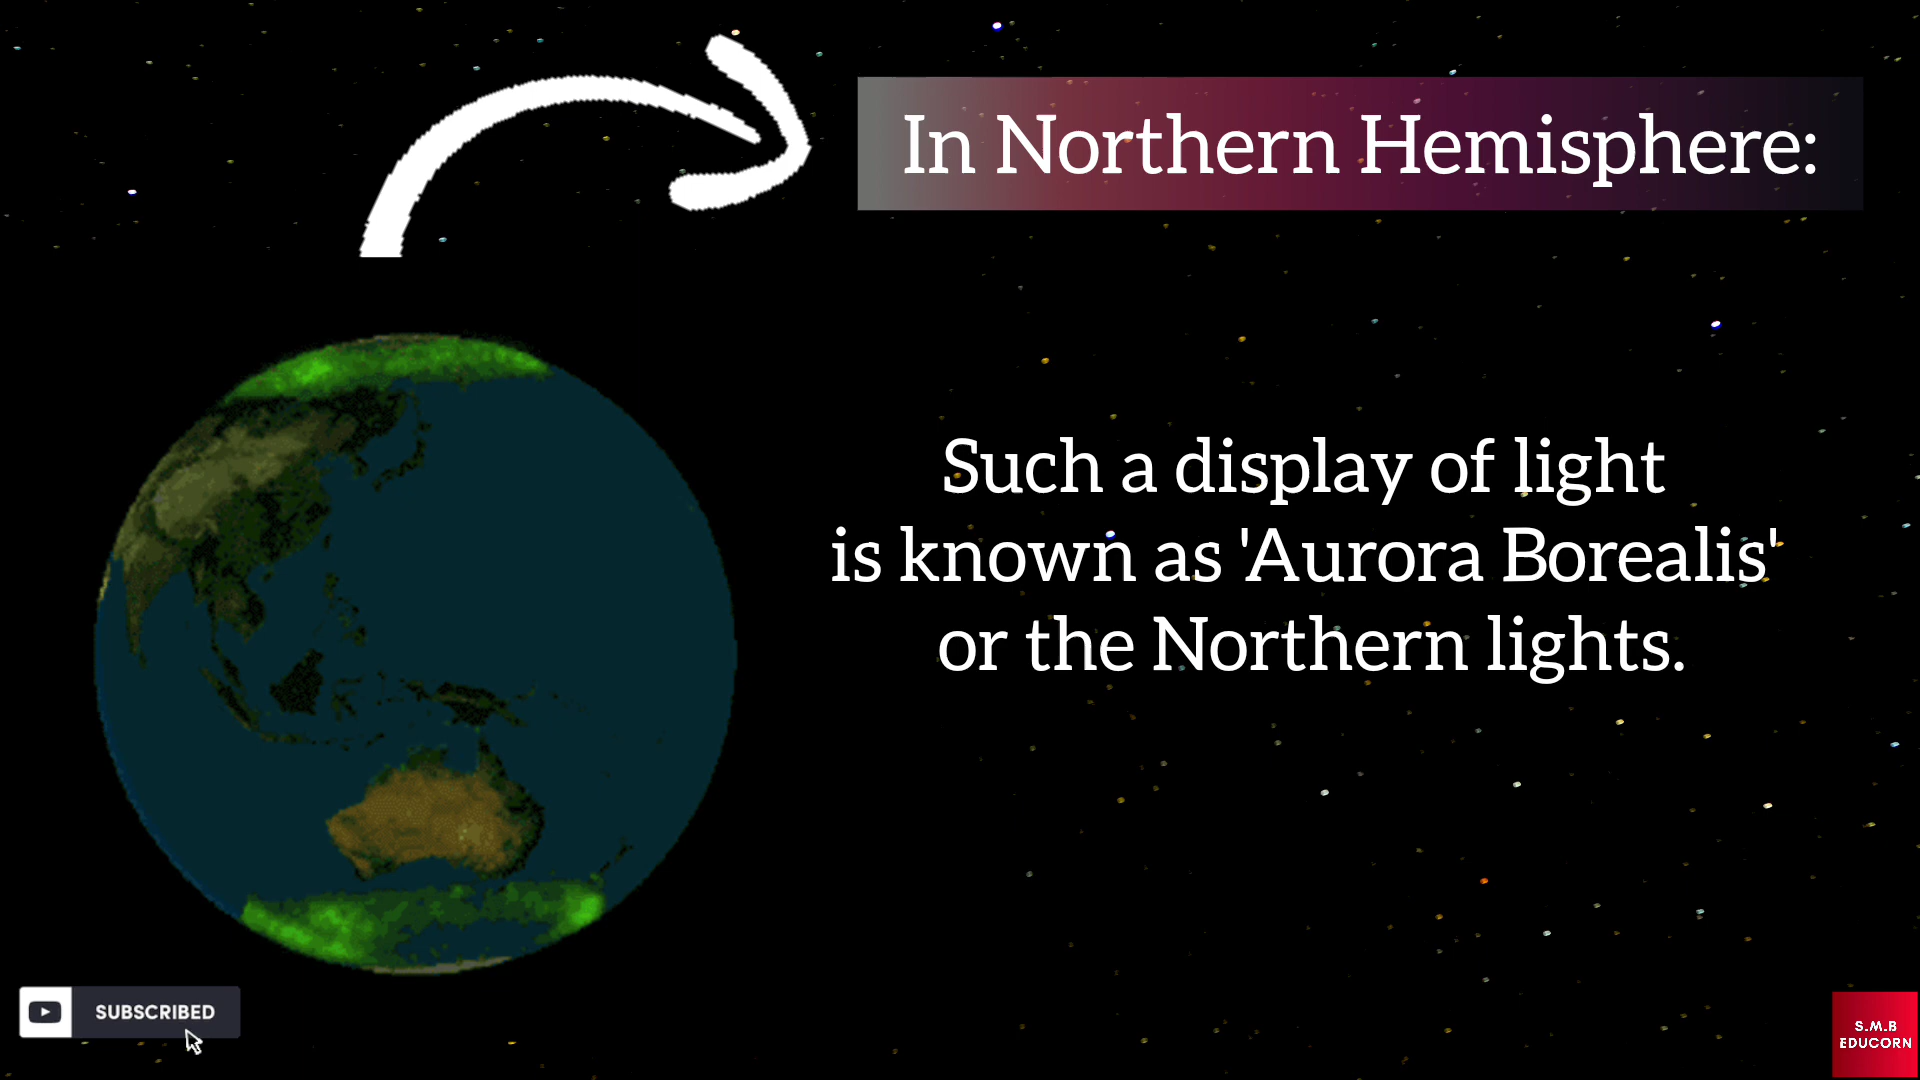 In Northern Hemisphere:
Such a display of light
is known as 'Aurora Borealis'
or the Northern lights.
SUBSCRIBED
S.M.B
EDUCORN